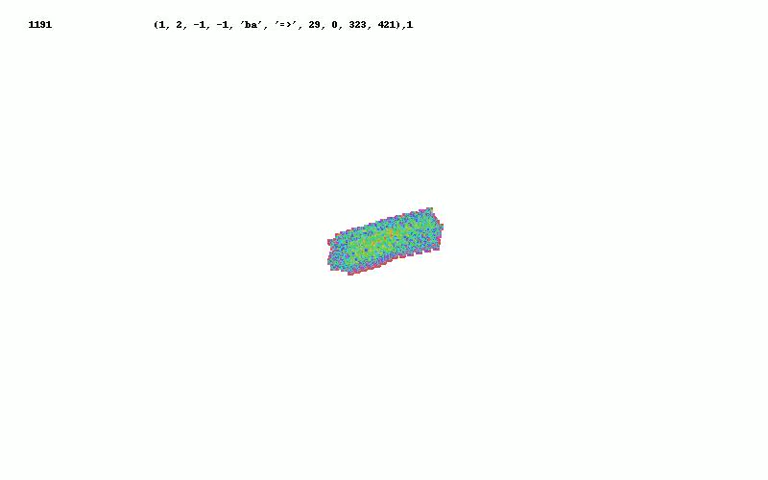 1191 (1, 2, -1, -1, 'ba', '=>', 29, 0, 323, 421),1